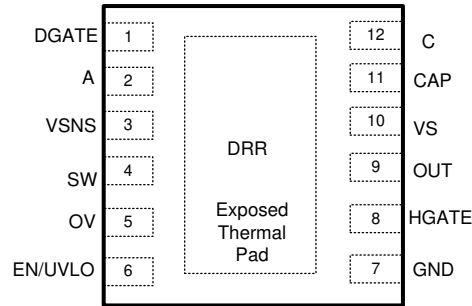 DGATE 1
A 2
VSNS 3
SW 4
OV 5
EN/UVLO 6
DRR
Exposed
Thermal
Pad
12 C
11 CAP
10 VS
9 OUT
8 HGATE
7 GND